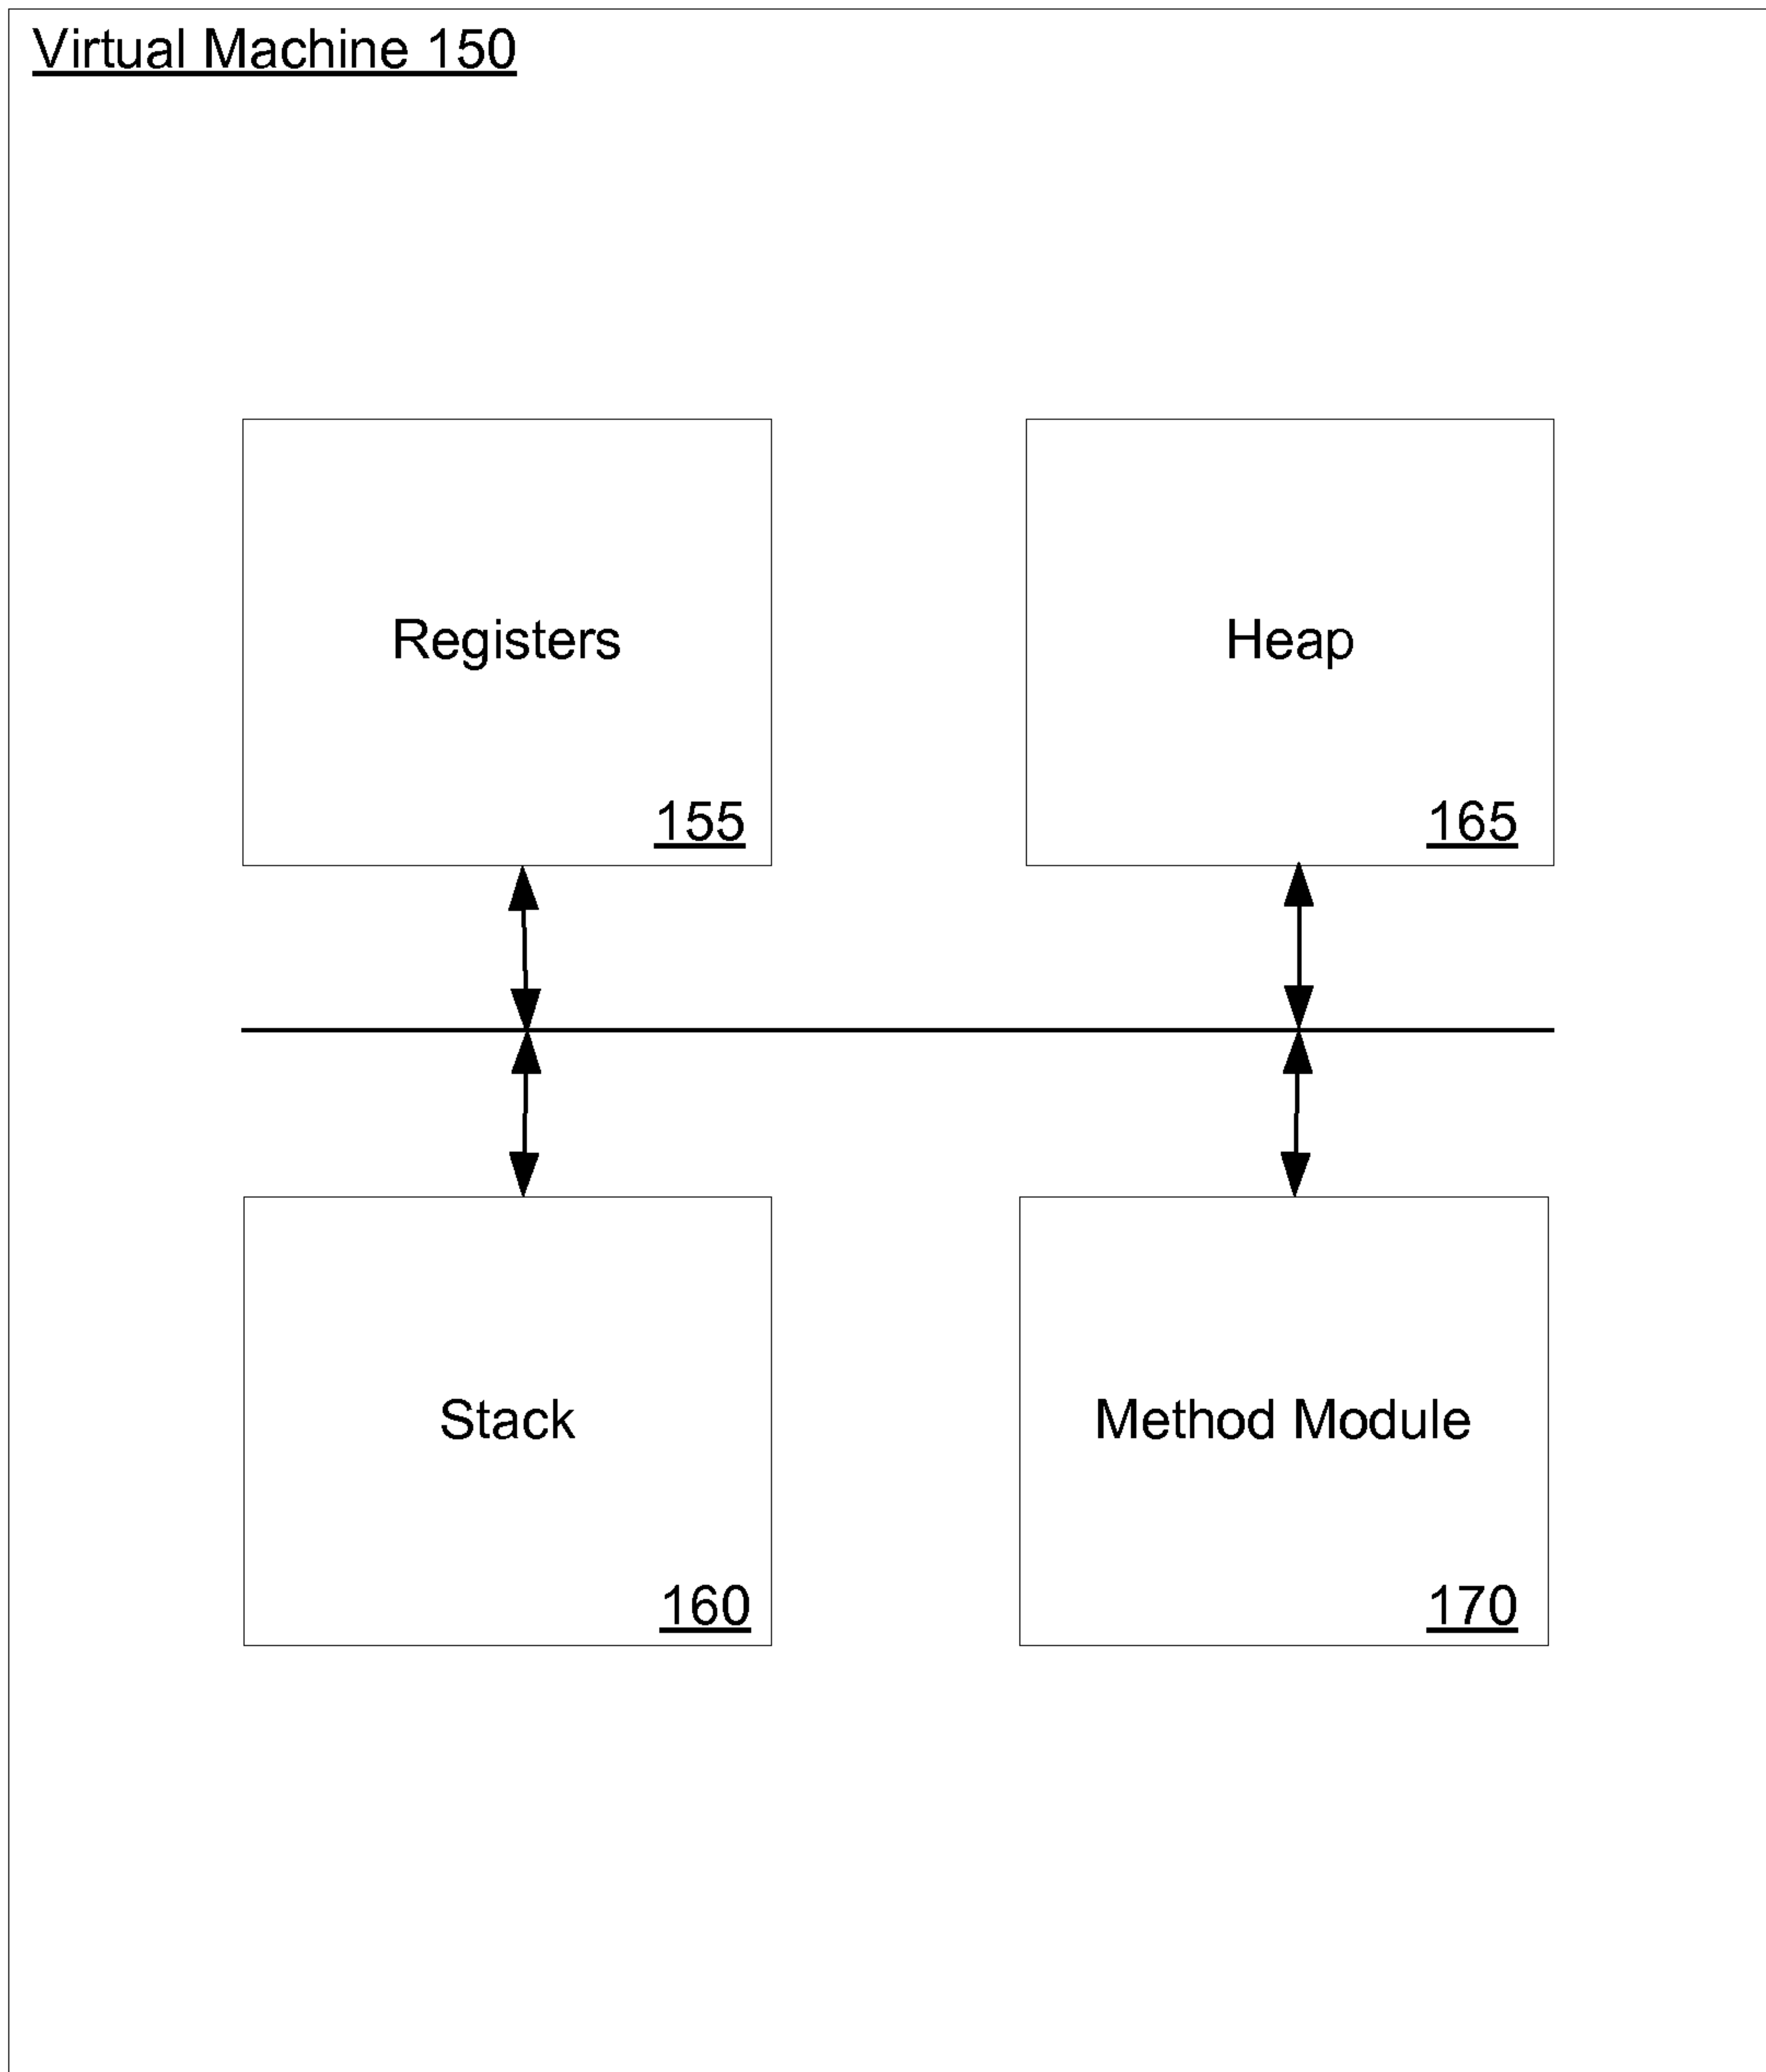 Virtual Machine 150
Registers
155
Heap
165
Stack
160
Method Module
170